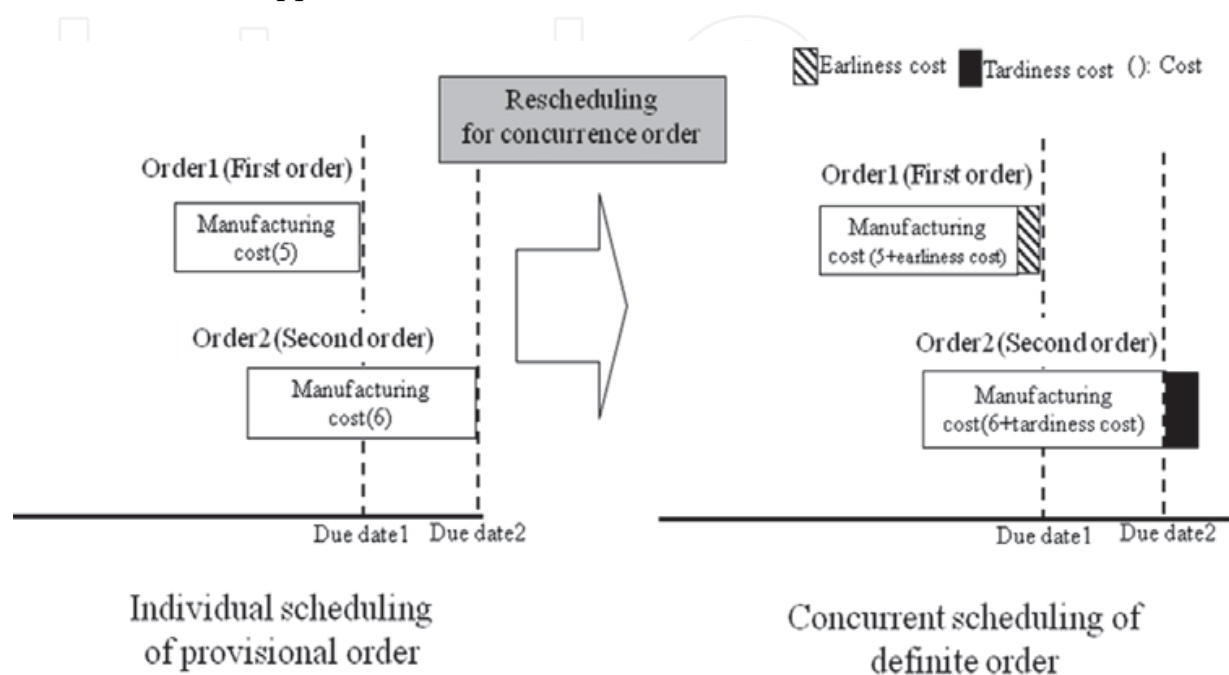 Earliness cost Tardiness cost (): Cost
Rescheduling
for concurrence order
Order1(First order)
Manufacturing
cost(5)
Order2(Second order)
Manufacturing
cost(6)
Due date1 Due date2
Individual scheduling
of provisional order
Order1(First order)
Manufacturing
cost (5+earliness cost)
Order2(Second order)
Manufacturing
cost(6+tardiness cost)
Due date1 Due date2
Concurrent scheduling of
definite order